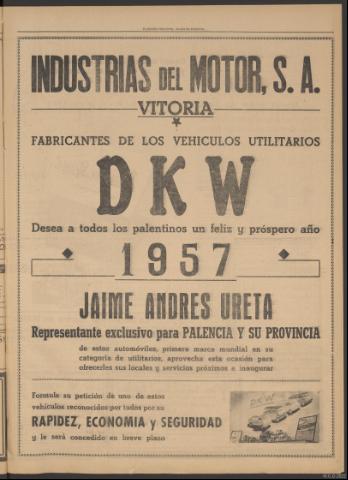 INDUSTRIAS DEL MOTOR, S. A.
VITORIA
FABRICANTES DE LOS VEHICULOS UTILITARIOS
DKW
Desea a todos los palentinos un feliz y próspero año
1957
JAIME ANDRES URETA
Representante exclusivo para PALENCIA Y SU PROVINCIA
de estos automóviles, primera marca mundial en su
categoría de utilitarios, aprovecha esta ocasión para
ofrecerles sus locales y servicios próximos a inaugurar
Formule su petición de uno de estos
vehículos reconocidos por todos por su
RAPIDEZ, ECONOMIA y SEGURIDAD
y le será concedido en breve plazo
DKW